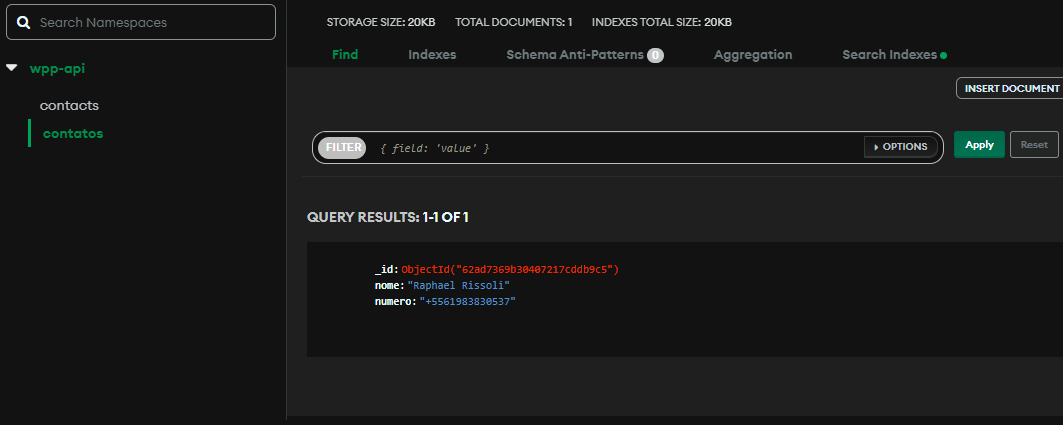 Search Namespaces
wpp-api
contacts
contatos
STORAGE SIZE: 20KB TOTAL DOCUMENTS: 1 INDEXES TOTAL SIZE: 20KB
Find Indexes Schema Anti-Patterns 0 Aggregation Search Indexes
INSERT DOCUMENT
FILTER { field: 'value' } OPTIONS Apply Reset
QUERY RESULTS: 1-1 OF 1
_id: ObjectId("62ad7369b30407217cddb9c5")
nome: "Raphael Rissoli"
numero: "+5561983830537"